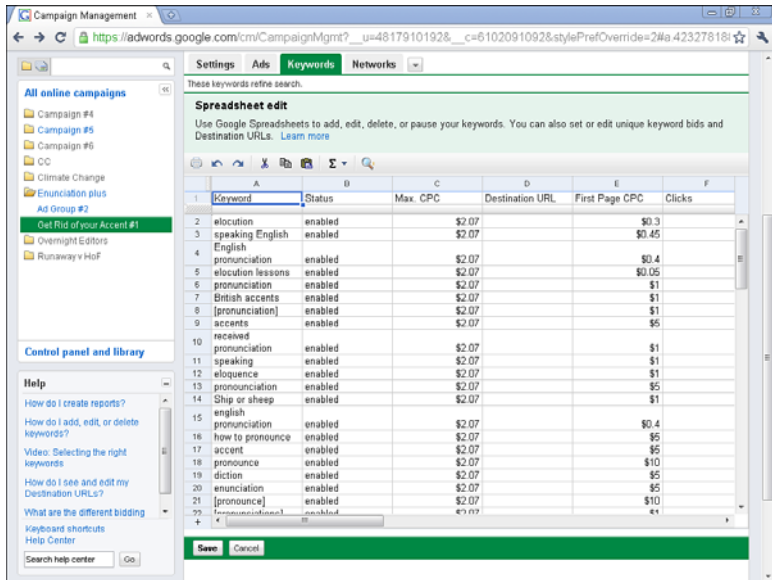 Campaign Management
https://adwords.google.com/cm/CampaignMgmt?__u=4817910192&__c=6102091092&stylePrefOverride=2#a.42327818
Settings Ads Keywords Networks
These keywords refine search.
Spreadsheet edit
Use Google Spreadsheets to add, edit, delete, or pause your keywords. You can also set or edit unique keyword bids and
Destination URLs. Learn more
All online campaigns
Campaign #4
Campaign #5
Campaign #6
CC
Climate Change
Enunciation plus
Ad Group #2
Get Rid of your Accent #1
Overnight Editors
Runaway v HoF
Control panel and library
Help
How do I create reports?
How do I add, edit, or delete
keywords?
Video: Selecting the right
keywords
How do I see and edit my
Destination URLs?
What are the different bidding
Keyboard shortcuts
Help Center
Search help center Go
A B C D E F
1 Keyword Status Max. CPC Destination URL First Page CPC Clicks
2 elocution enabled $2.07 $0.3
3 speaking English enabled $2.07 $0.45
English
4 pronunciation enabled $2.07 $0.4
5 elocution lessons enabled $2.07 $0.05
6 pronunciation enabled $2.07 $1
7 British accents enabled $2.07 $1
8 [pronunciation] enabled $2.07 $1
9 accents enabled $2.07 $5
received
10 pronunciation enabled $2.07 $1
11 speaking enabled $2.07 $1
12 eloquence enabled $2.07 $1
13 pronounciation enabled $2.07 $5
14 Ship or sheep enabled $2.07 $1
english
15 pronunciation enabled $2.07 $0.4
16 how to pronounce enabled $2.07 $5
17 accent enabled $2.07 $5
18 pronounce enabled $2.07 $10
19 diction enabled $2.07 $5
20 enunciation enabled $2.07 $5
21 [pronounce] enabled $2.07 $10
22 [pronounciations] enabled $2.07 $1
Save Cancel